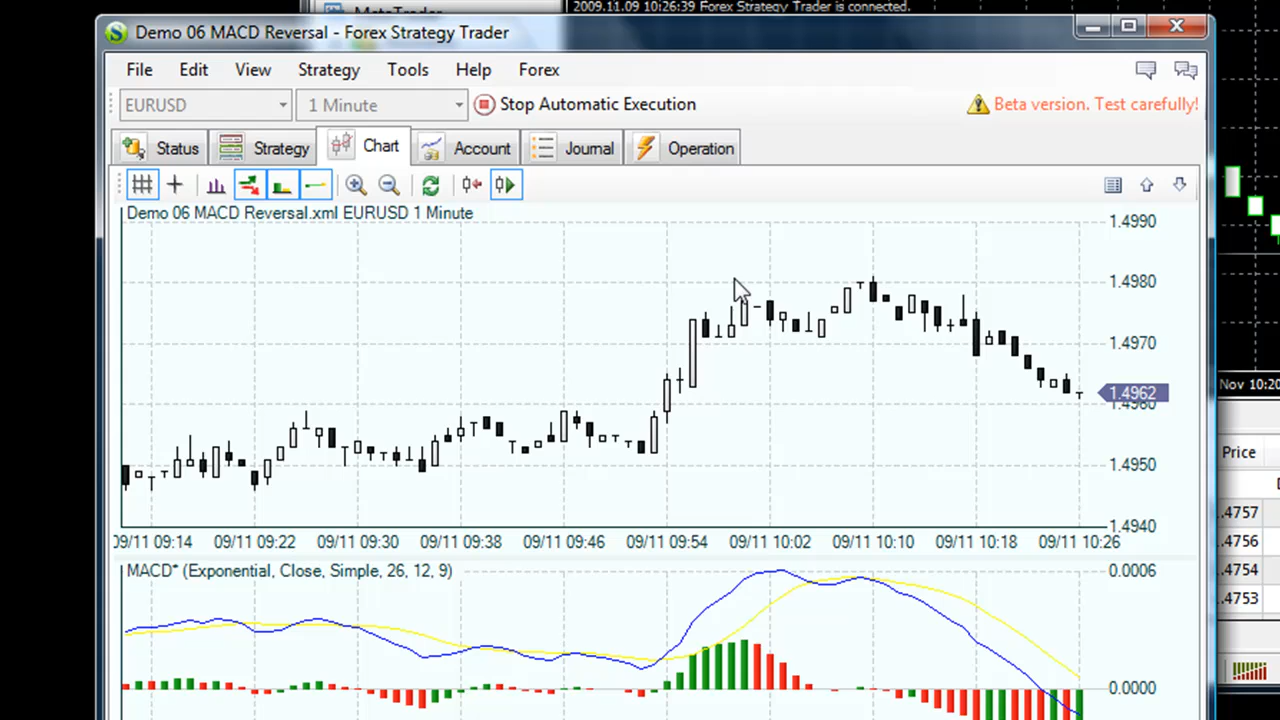 2009.11.09 10:26:39 Forex Strategy Trader is connected.
Demo 06 MACD Reversal - Forex Strategy Trader
File Edit View Strategy Tools Help Forex
EURUSD 1 Minute Stop Automatic Execution Beta version. Test carefully!
Status Strategy Chart Account Journal Operation
Demo 06 MACD Reversal.xml EURUSD 1 Minute
1.4990
1.4980
1.4970
Nov 10:20
1.4962
1.4960
Price
1.4950
.4757
1.4940
.4756
09/11 09:14 09/11 09:22 09/11 09:30 09/11 09:38 09/11 09:46 09/11 09:54 09/11 10:02 09/11 10:10 09/11 10:18 09/11 10:26
MACD* (Exponential, Close, Simple, 26, 12, 9) 0.0006
.4754
.4753
0.0000